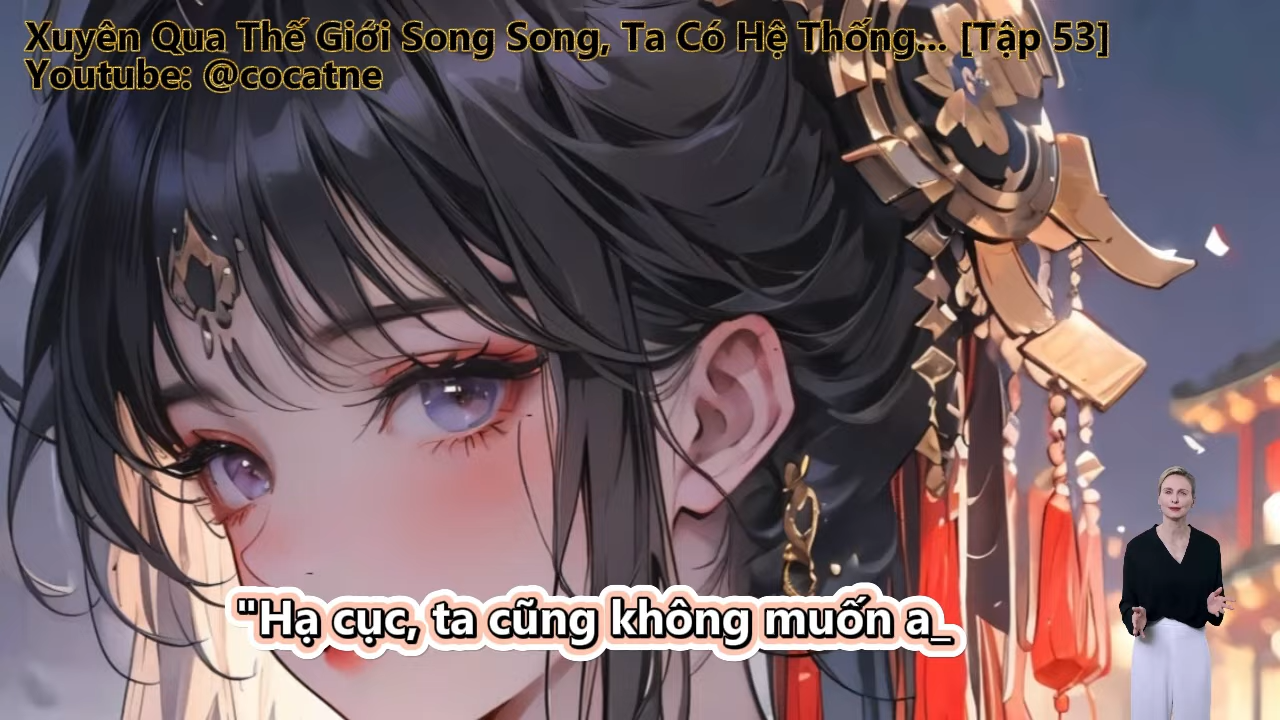 Xuyên Qua Thế Giới Song Song, Ta Có Hệ Thống... [Tập 53]
Youtube: @cocatne
"Hạ cục, ta cũng không muốn a_